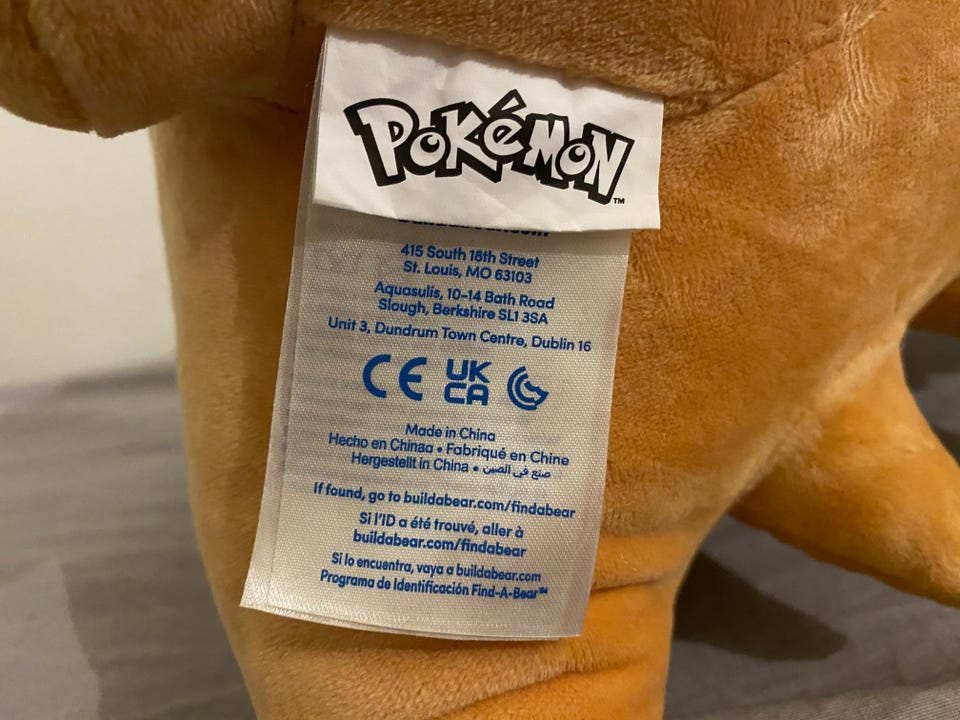 POKéMON™
415 South 18th Street
St. Louis, MO 63103
Aquasulis, 10-14 Bath Road
Slough, Berkshire SL1 3SA
Unit 3, Dundrum Town Centre, Dublin 16
CE UK
CA
Made in China
Hecho en Chinaa • Fabriqué en Chine
Hergestellt in China • صنع في الصين
If found, go to buildabear.com/findabear
Si l'ID a été trouvé, aller à
buildabear.com/findabear
Si lo encuentra, vaya a buildabear.com
Programa de Identificación Find-A-Bear℠